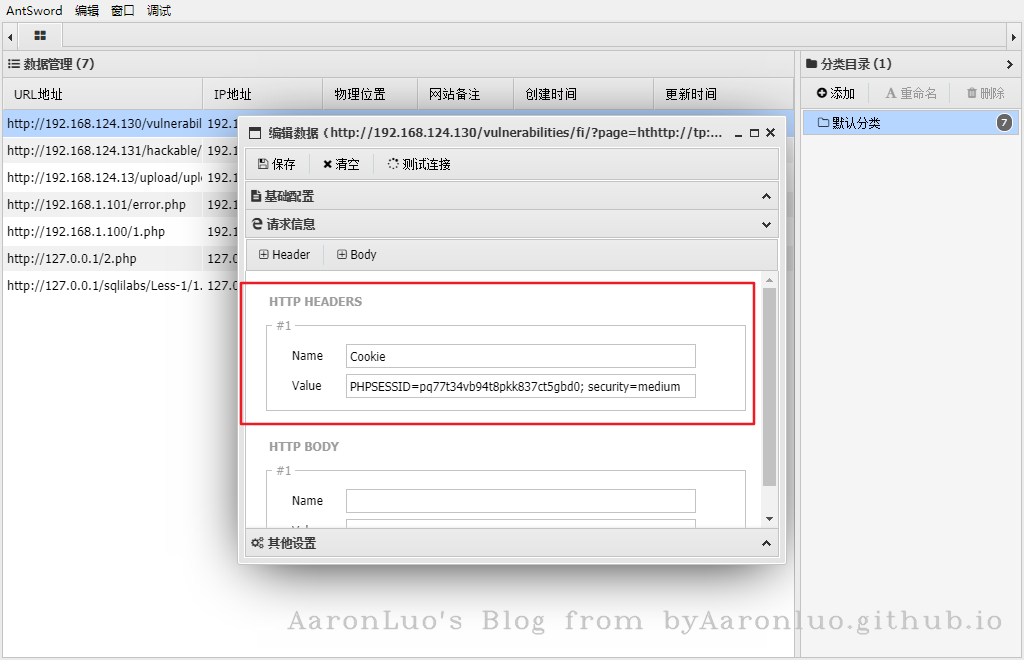 AntSword 编辑 窗口 调试
数据管理 (7)
分类目录 (1)
URL地址 IP地址 物理位置 网站备注 创建时间 更新时间
添加 重命名 删除
默认分类 7
http://192.168.124.130/vulnerabil 192.1
http://192.168.124.131/hackable/ 192.1
http://192.168.124.13/upload/uplo 192.1
http://192.168.1.101/error.php 192.1
http://192.168.1.100/1.php 192.1
http://127.0.0.1/2.php 127.0
http://127.0.0.1/sqlilabs/Less-1/1. 127.0
编辑数据 (http://192.168.124.130/vulnerabilities/fi/?page=hthttp://tp:...
保存 清空 测试连接
基础配置
请求信息
Header Body
HTTP HEADERS
#1
Name Cookie
Value PHPSESSID=pq77t34vb94t8pkk837ct5gbd0; security=medium
HTTP BODY
#1
Name
其他设置
AaronLuo's Blog from byAaronluo.github.io